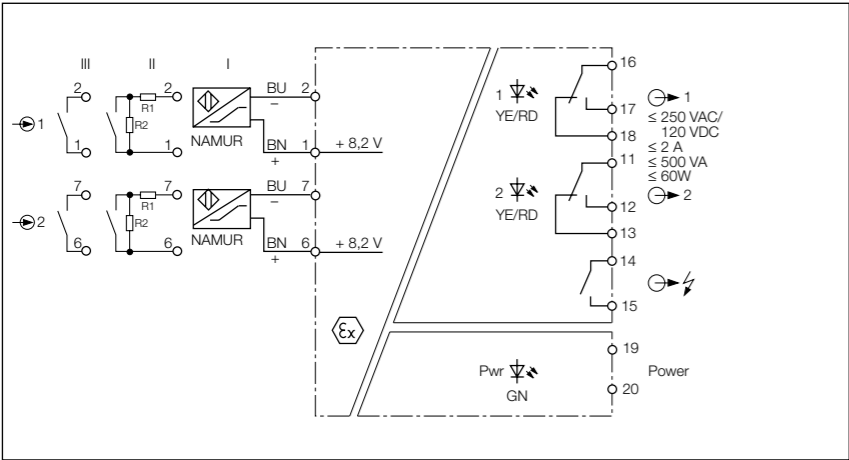 III II I
2 2 BU 2
R1 −
1 R2
NAMUR
1 1 BN 1 + 8,2 V
+
7 7 BU 7
R1 −
2 R2
NAMUR
6 6 BN 6 + 8,2 V
+
εx
16
1
YE/RD
17
18
1
≤ 250 VAC/
120 VDC
≤ 2 A
≤ 500 VA
≤ 60W
11
2
YE/RD
12
13
2
14
15
19
Pwr
GN
20
Power